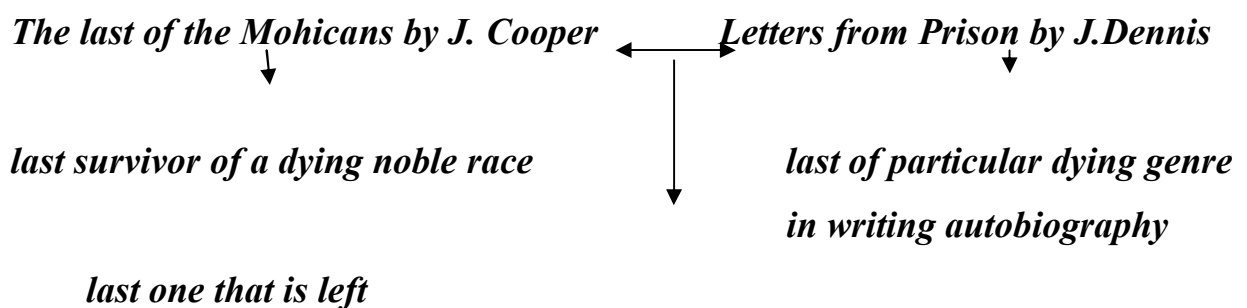 The last of the Mohicans by J. Cooper Letters from Prison by J.Dennis
last survivor of a dying noble race last of particular dying genre
in writing autobiography
last one that is left